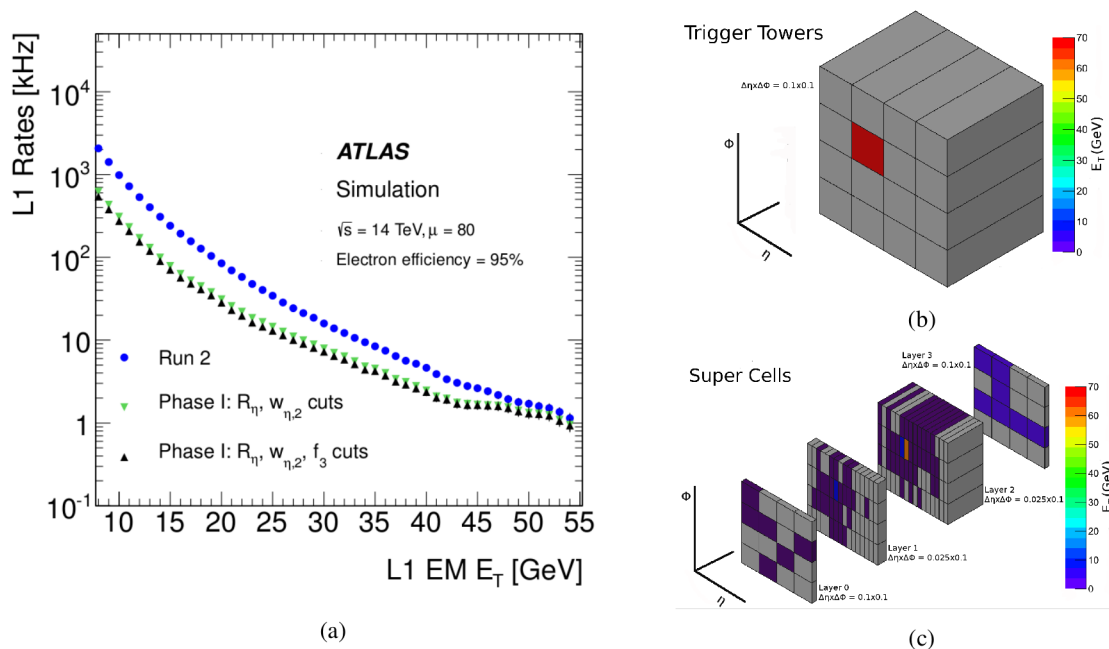 L1 Rates [kHz]
10⁴
10³
10²
10
1
10⁻¹
ATLAS
Simulation
√s = 14 TeV, μ = 80
Electron efficiency = 95%
Run 2
Phase I: R_η, w_η,2 cuts
Phase I: R_η, w_η,2, f_3 cuts
10 15 20 25 30 35 40 45 50 55
L1 EM E_T [GeV]
(a)
Trigger Towers
ΔηxΔΦ = 0.1x0.1
Φ
η
70
60
50
40
30
20
10
0
E_T (GeV)
(b)
Super Cells
Φ
η
Layer 0
ΔηxΔΦ = 0.1x0.1
Layer 1
ΔηxΔΦ = 0.025x0.1
Layer 2
ΔηxΔΦ = 0.025x0.1
Layer 3
ΔηxΔΦ = 0.1x0.1
70
60
50
40
30
20
10
0
(GeV)
(c)